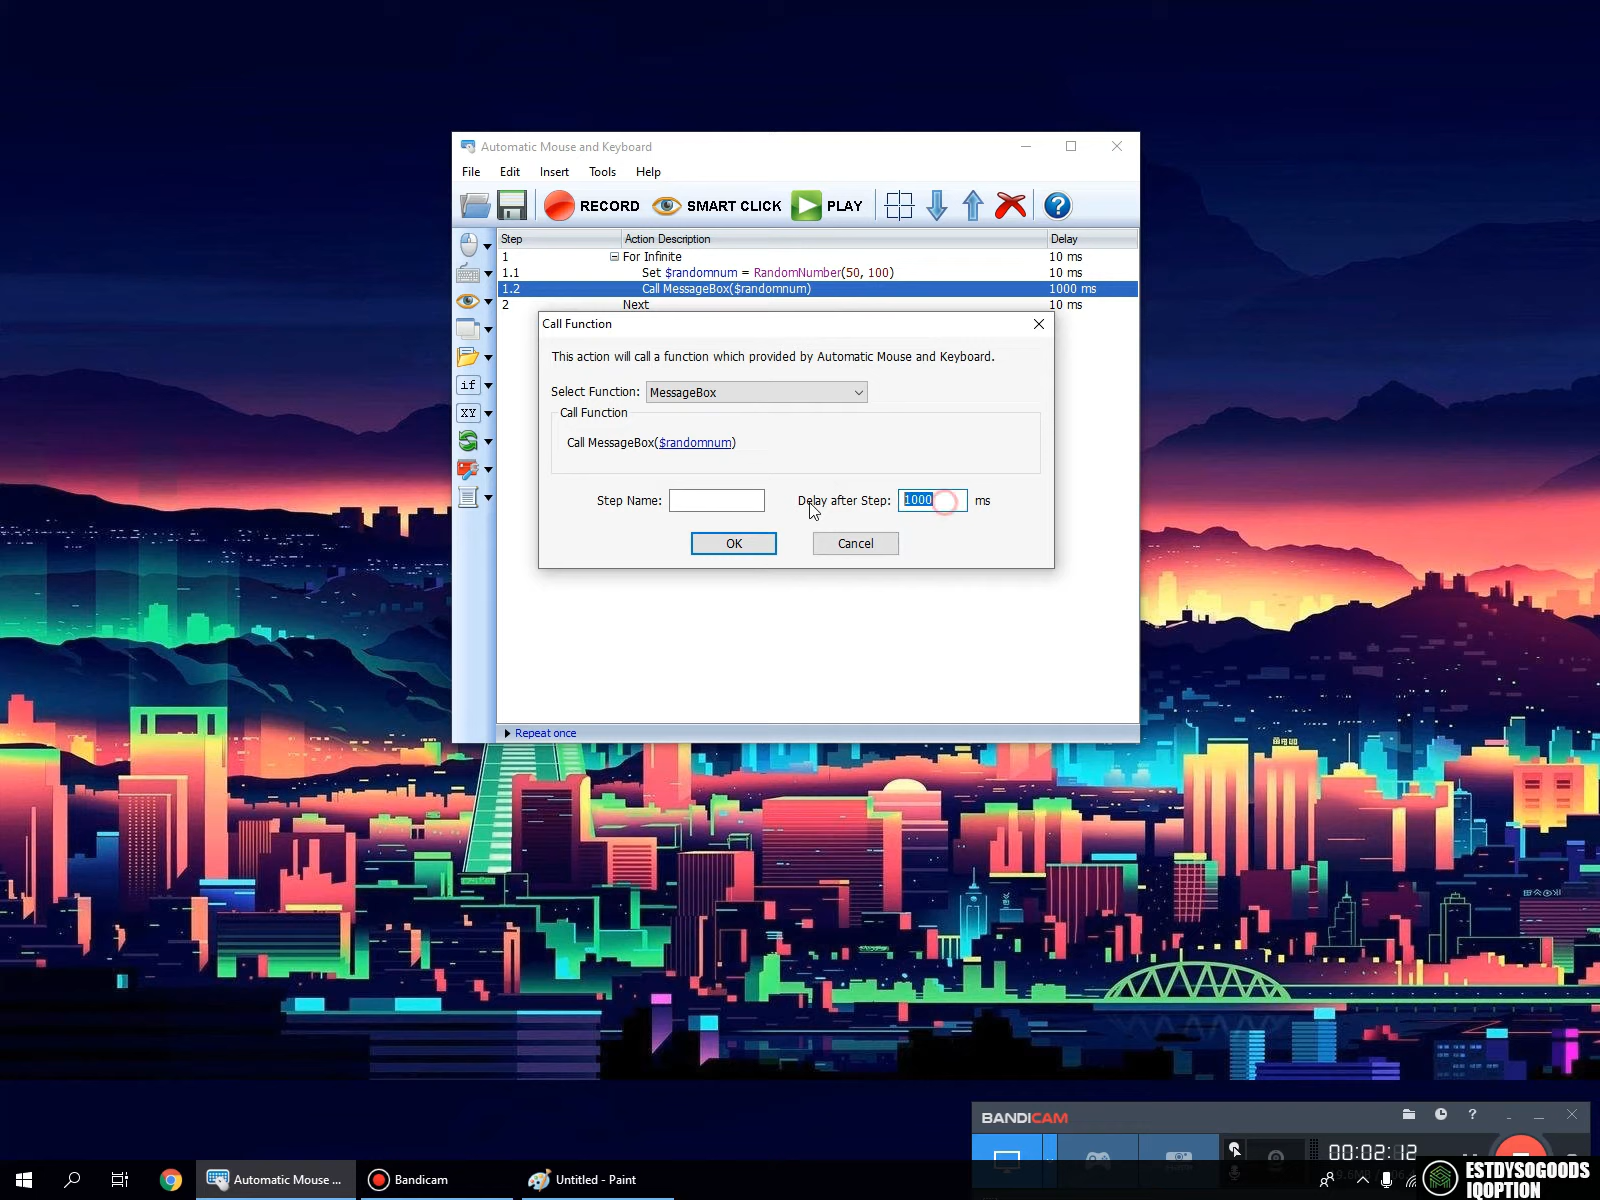 Automatic Mouse and Keyboard
File Edit Insert Tools Help
RECORD SMART CLICK PLAY
Step Action Description Delay
1 For Infinite 10 ms
1.1 Set $randomnum = RandomNumber(50, 100) 10 ms
1.2 Call MessageBox($randomnum) 1000 ms
2 Next 10 ms
Call Function
This action will call a function which provided by Automatic Mouse and Keyboard.
Select Function: MessageBox
Call Function
Call MessageBox($randomnum)
Step Name: Delay after Step: 1000 ms
OK Cancel
if
XY
Repeat once
BANDICAM
00:02:12
Automatic Mouse ... Bandicam Untitled - Paint
ESTDYSOGOODS
IQOPTION